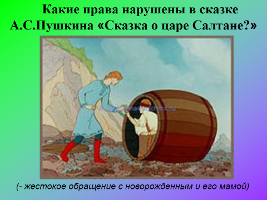 Какие права нарушены в сказке
А.С.Пушкина «Сказка о царе Салтане?»
(- жестокое обращение с новорожденным и его мамой)